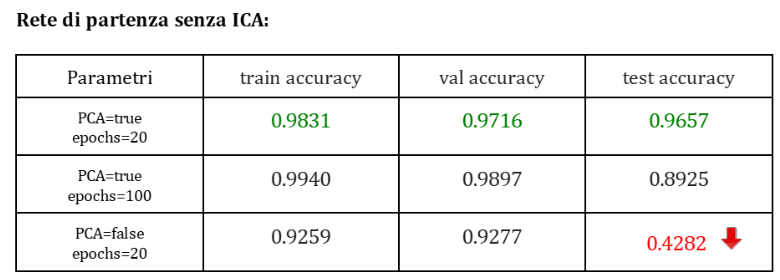 Rete di partenza senza ICA:
Parametri train accuracy val accuracy test accuracy
PCA=true
epochs=20
0.9831 0.9716 0.9657
PCA=true
epochs=100
0.9940 0.9897 0.8925
PCA=false
epochs=20
0.9259 0.9277 0.4282